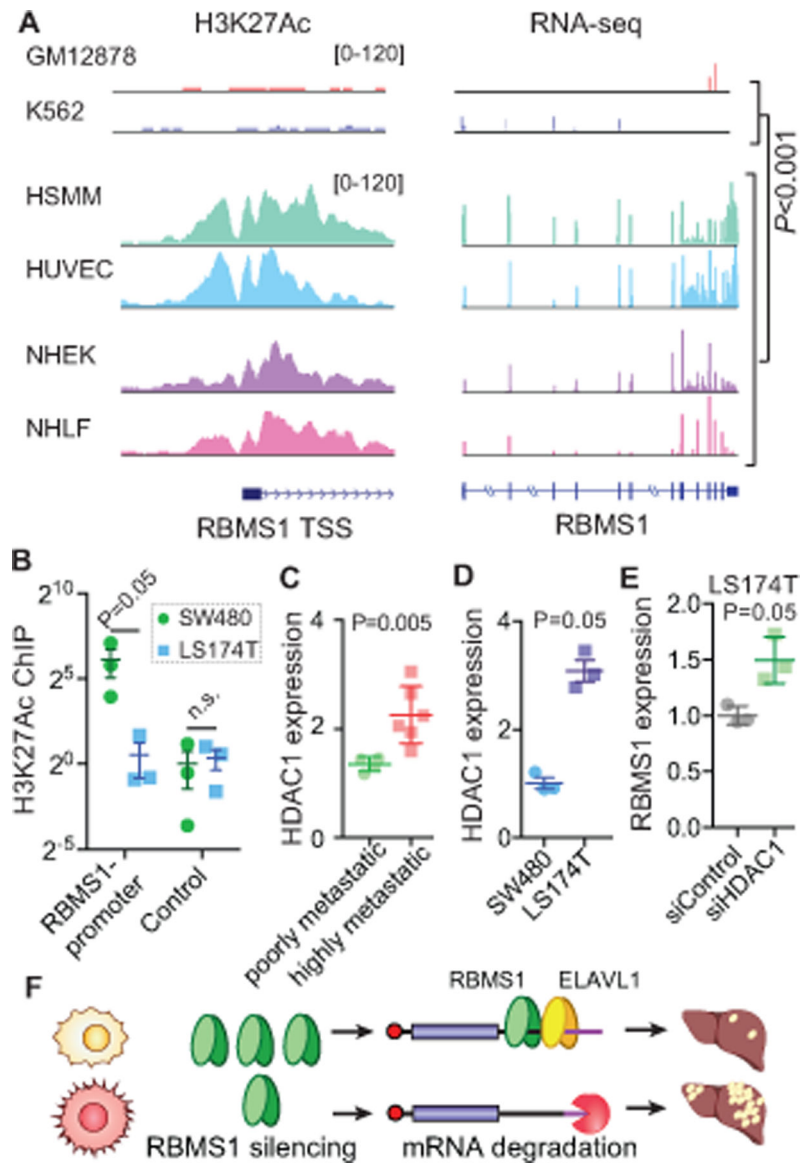 A
H3K27Ac
RNA-seq
GM12878
[0-120]
K562
HSMM
[0-120]
HUVEC
NHEK
NHLF
P<0.001
RBMS1 TSS
RBMS1
B
H3K27Ac ChIP
2^10
2^5
2^0
2^-5
P=0.05
SW480
LS174T
n.s.
RBMS1-
promoter
Control
C
HDAC1 expression
4
2
0
P=0.005
poorly metastatic
highly metastatic
D
HDAC1 expression
4
2
0
P=0.05
SW480
LS174T
E
LS174T
RBMS1 expression
2.0
1.5
1.0
0.5
0.0
P=0.05
siControl
siHDAC1
F
RBMS1
ELAVL1
RBMS1 silencing
mRNA degradation